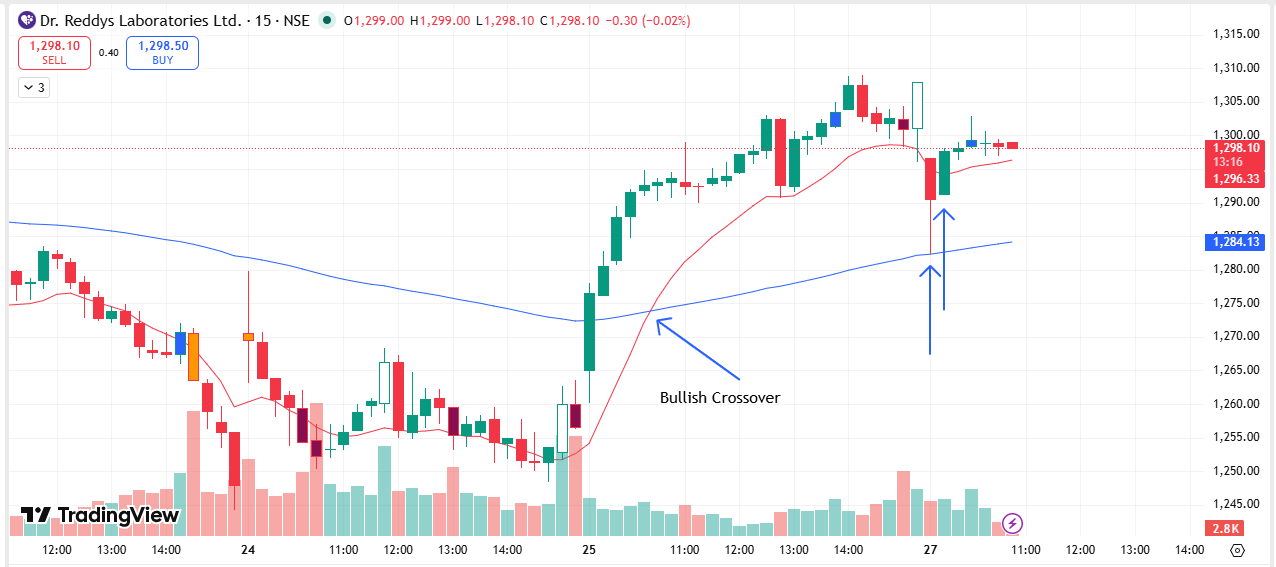 Dr. Reddys Laboratories Ltd. · 15 · NSE O1,299.00 H1,299.00 L1,298.10 C1,298.10 −0.30 (−0.02%)
1,298.10 SELL
0.40
1,298.50 BUY
3
1,315.00
1,310.00
1,305.00
1,300.00
1,298.10
13:16
1,296.33
1,290.00
1,284.13
1,280.00
1,275.00
1,270.00
1,265.00
1,260.00
1,255.00
1,250.00
1,245.00
2.8K
Bullish Crossover
TradingView
12:00 13:00 14:00 24 11:00 12:00 13:00 14:00 25 11:00 12:00 13:00 14:00 27 11:00 12:00 13:00 14:00